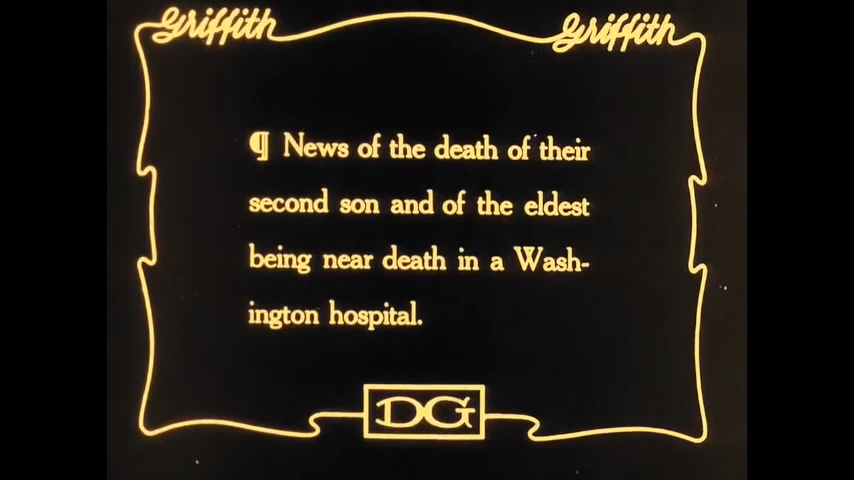 Griffith Griffith
¶ News of the death of their
second son and of the eldest
being near death in a Wash-
ington hospital.
DG